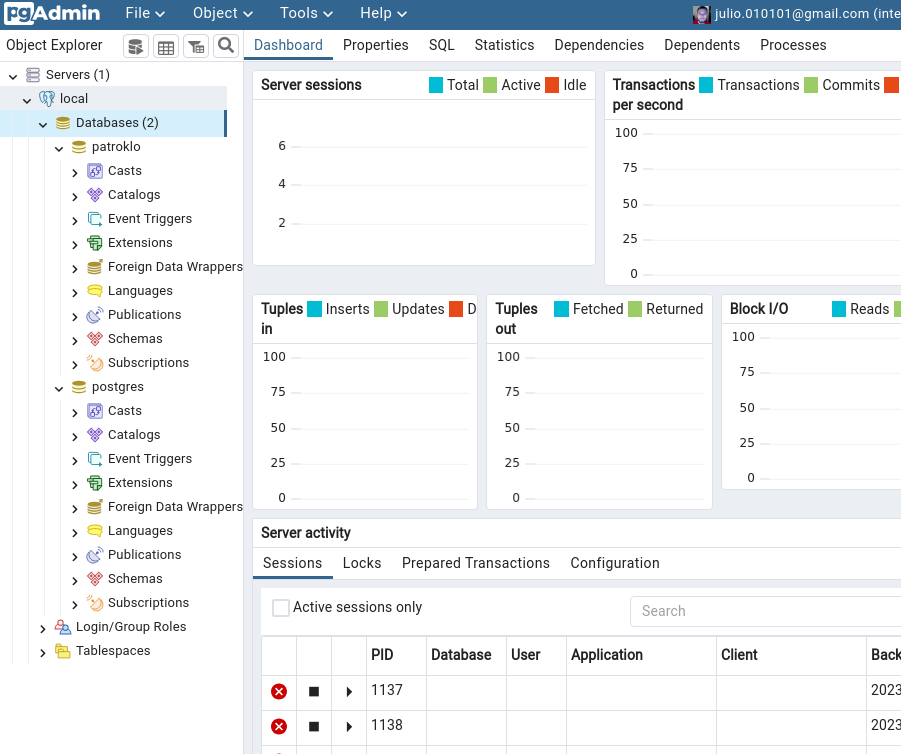 pgAdmin File Object Tools Help julio.010101@gmail.com (inte
Object Explorer
Dashboard Properties SQL Statistics Dependencies Dependents Processes
Servers (1)
local
Databases (2)
patroklo
Casts
Catalogs
Event Triggers
Extensions
Foreign Data Wrappers
Languages
Publications
Schemas
Subscriptions
postgres
Casts
Catalogs
Event Triggers
Extensions
Foreign Data Wrappers
Languages
Publications
Schemas
Subscriptions
Login/Group Roles
Tablespaces
Server sessions Total Active Idle
6
4
2
Transactions
per second
Transactions Commits
100
75
50
25
0
Tuples
in
Inserts Updates D
100
75
50
25
0
Tuples
out
Fetched Returned
100
75
50
25
0
Block I/O Reads
100
75
50
25
0
Server activity
Sessions Locks Prepared Transactions Configuration
Active sessions only
Search
PID Database User Application Client Back
1137 2023
1138 2023